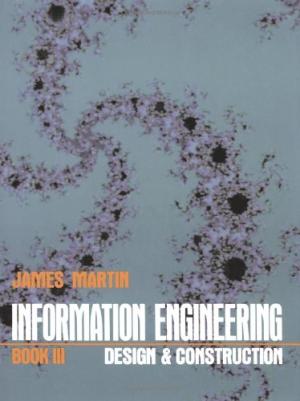 JAMES MARTIN
INFORMATION ENGINEERING
BOOK III DESIGN & CONSTRUCTION